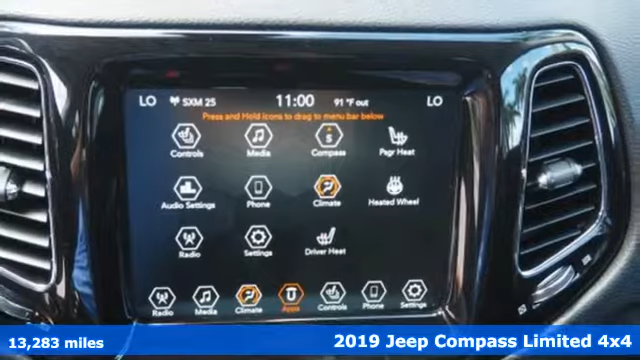 LO SXM 25 11:00 91 °F out LO
Press and Hold icons to drag to menu bar below
S
Controls Media Compass Psgr Heat
Audio Settings Phone Climate Heated Wheel
Radio Settings Driver Heat
Radio Media Climate Apps Controls Phone Settings
13,283 miles 2019 Jeep Compass Limited 4x4